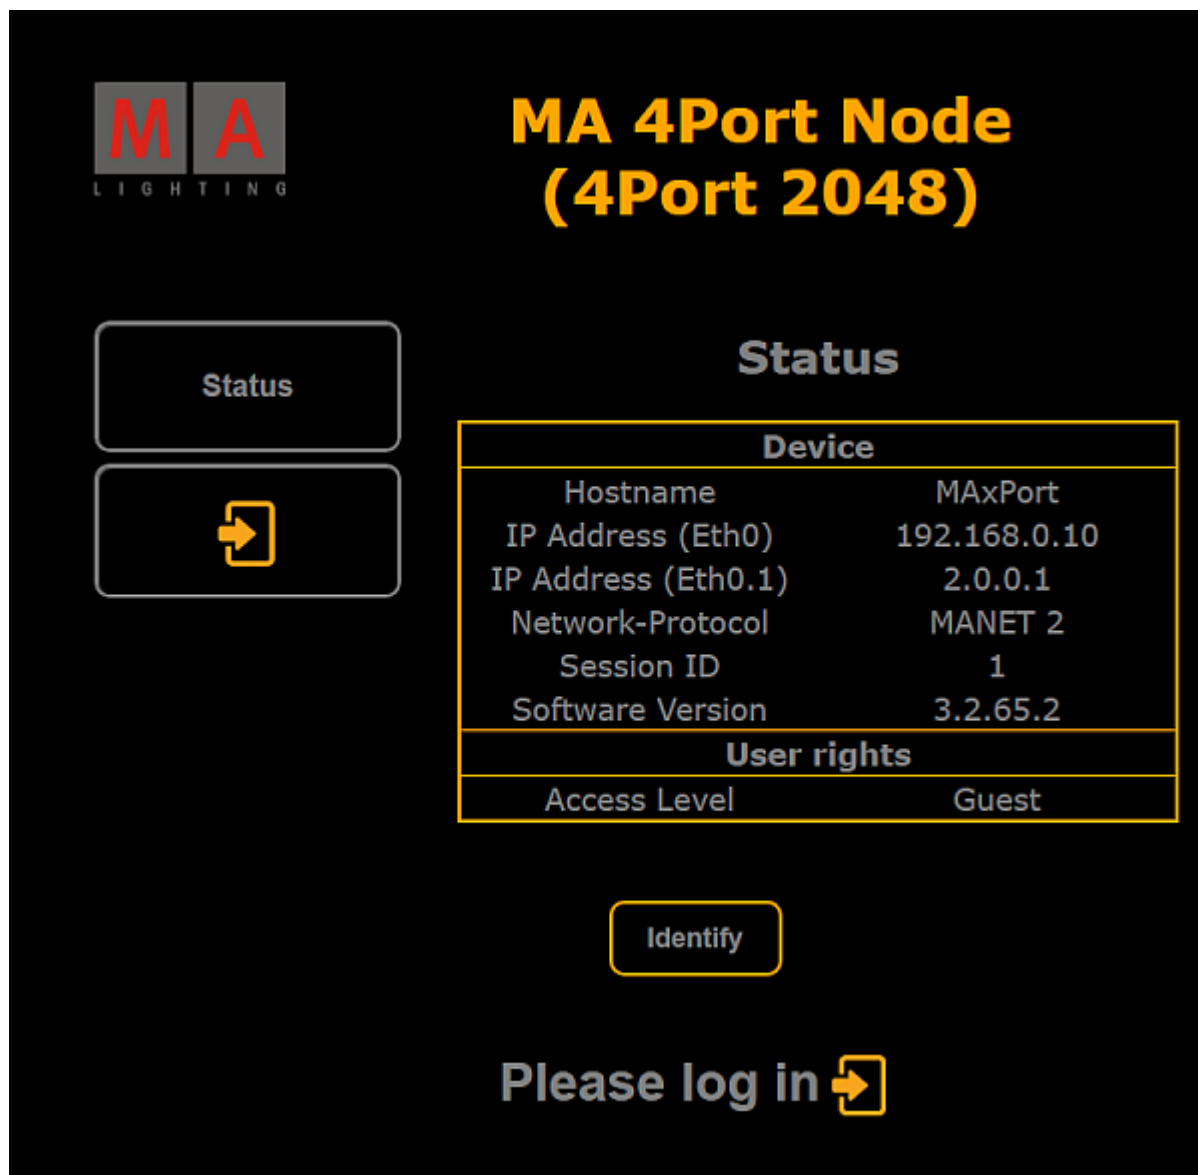 MA
LIGHTING
MA 4Port Node
(4Port 2048)
Status
Status
Device
Hostname MAxPort
IP Address (Eth0) 192.168.0.10
IP Address (Eth0.1) 2.0.0.1
Network-Protocol MANET 2
Session ID 1
Software Version 3.2.65.2
User rights
Access Level Guest
Identify
Please log in